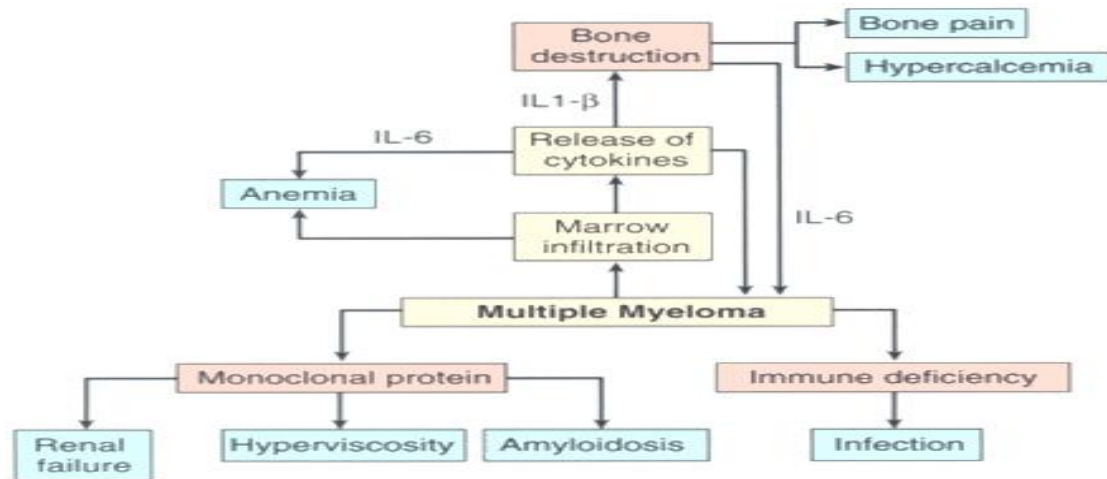 Bone
destruction
Bone pain
Hypercalcemia
IL1-β
IL-6
Release of
cytokines
Anemia
IL-6
Marrow
infiltration
Multiple Myeloma
Monoclonal protein
Immune deficiency
Renal
failure
Hyperviscosity
Amyloidosis
Infection